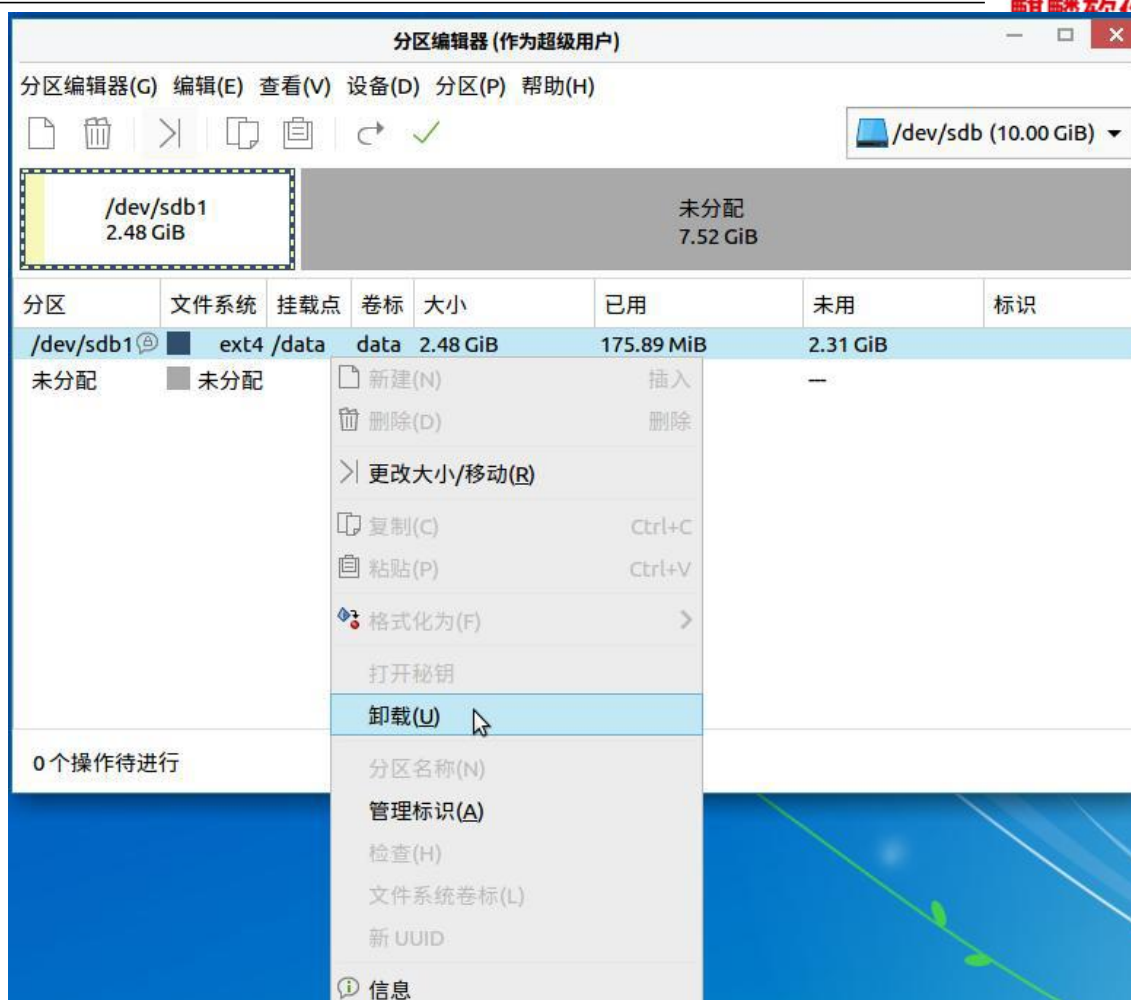 麒麟软件
分区编辑器 (作为超级用户)
分区编辑器(G) 编辑(E) 查看(V) 设备(D) 分区(P) 帮助(H)
/dev/sdb (10.00 GiB)
/dev/sdb1
2.48 GiB
未分配
7.52 GiB
分区 文件系统 挂载点 卷标 大小 已用 未用 标识
/dev/sdb1 ext4 /data data 2.48 GiB 175.89 MiB 2.31 GiB
未分配 未分配 ---
新建(N) 插入
删除(D) 删除
更改大小/移动(R)
复制(C) Ctrl+C
粘贴(P) Ctrl+V
格式化为(F)
打开秘钥
卸载(U)
0个操作待进行
分区名称(N)
管理标识(A)
检查(H)
文件系统卷标(L)
新 UUID
信息